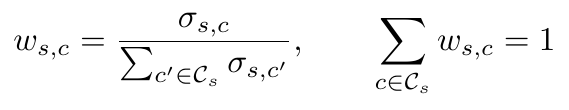 $w_{s,c} = \frac{\sigma_{s,c}}{\sum_{c' \in \mathcal{C}_s} \sigma_{s,c'}}, \qquad \sum_{c \in \mathcal{C}_s} w_{s,c} = 1$